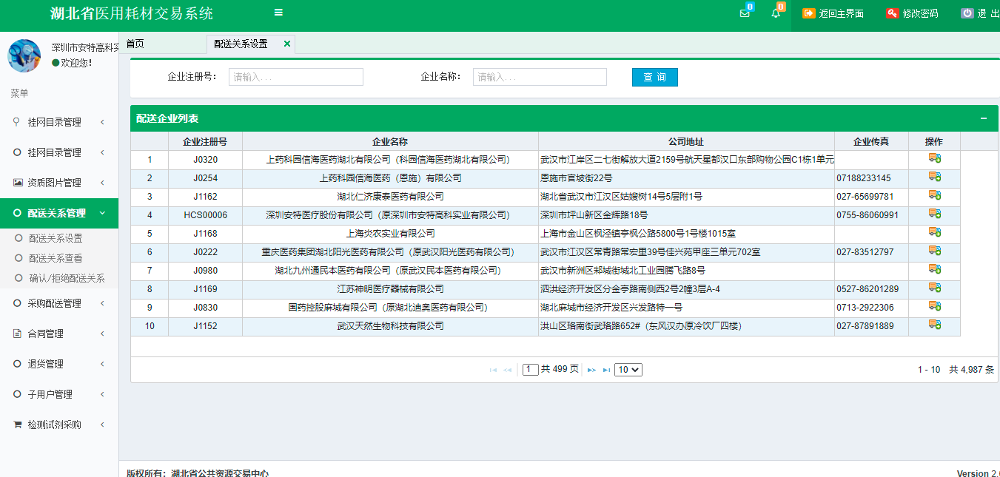 湖北省医用耗材交易系统
0
0
返回主界面
修改密码
退 出
深圳市安特高科实
欢迎您!
菜单
挂网目录管理
挂网目录管理
资质图片管理
配送关系管理
配送关系设置
配送关系查看
确认/拒绝配送关系
采购配送管理
合同管理
退货管理
子用户管理
检测试剂采购
首页
配送关系设置
企业注册号： 请输入... 企业名称： 请输入... 查 询
配送企业列表
企业注册号 企业名称 公司地址 企业传真 操作
1 J0320 上药科园信海医药湖北有限公司（科园信海医药湖北有限公司） 武汉市江岸区二七街解放大道2159号航天星都汉口东部购物公园C1栋1单元
2 J0254 上药科园信海医药（恩施）有限公司 恩施市官坡街22号 07188233145
3 J1162 湖北仁济康泰医药有限公司 湖北省武汉市江汉区姑嫂树14号5层附1号 027-65699781
4 HCS00006 深圳安特医疗股份有限公司（原深圳市安特高科实业有限公司） 深圳市坪山新区金辉路18号 0755-86060991
5 J1168 上海炎农实业有限公司 上海市金山区枫泾镇亭枫公路5800号1号楼1015室
6 J0222 重庆医药集团湖北阳光医药有限公司（原武汉阳光医药有限公司） 武汉市江汉区常青路常宏里39号佳兴苑甲座三单元702室 027-83512797
7 J0980 湖北九州通民本医药有限公司（原武汉民本医药有限公司） 武汉市新洲区邾城街城北工业园腾飞路8号
8 J1169 江苏神明医疗器械有限公司 泗洪经济开发区分金亭路南侧西2号2幢3层A-4 0527-86201289
9 J0830 国药控股麻城有限公司（原湖北迪奥医药有限公司） 湖北麻城市经济开发区兴发路特一号 0713-2922306
10 J1152 武汉天然生物科技有限公司 洪山区珞南街武珞路652#（东风汉办原冷饮厂四楼） 027-87891889
1 共 499 页 10 1 - 10 共 4,987 条
版权所有：湖北省公共资源交易中心
Version 2.